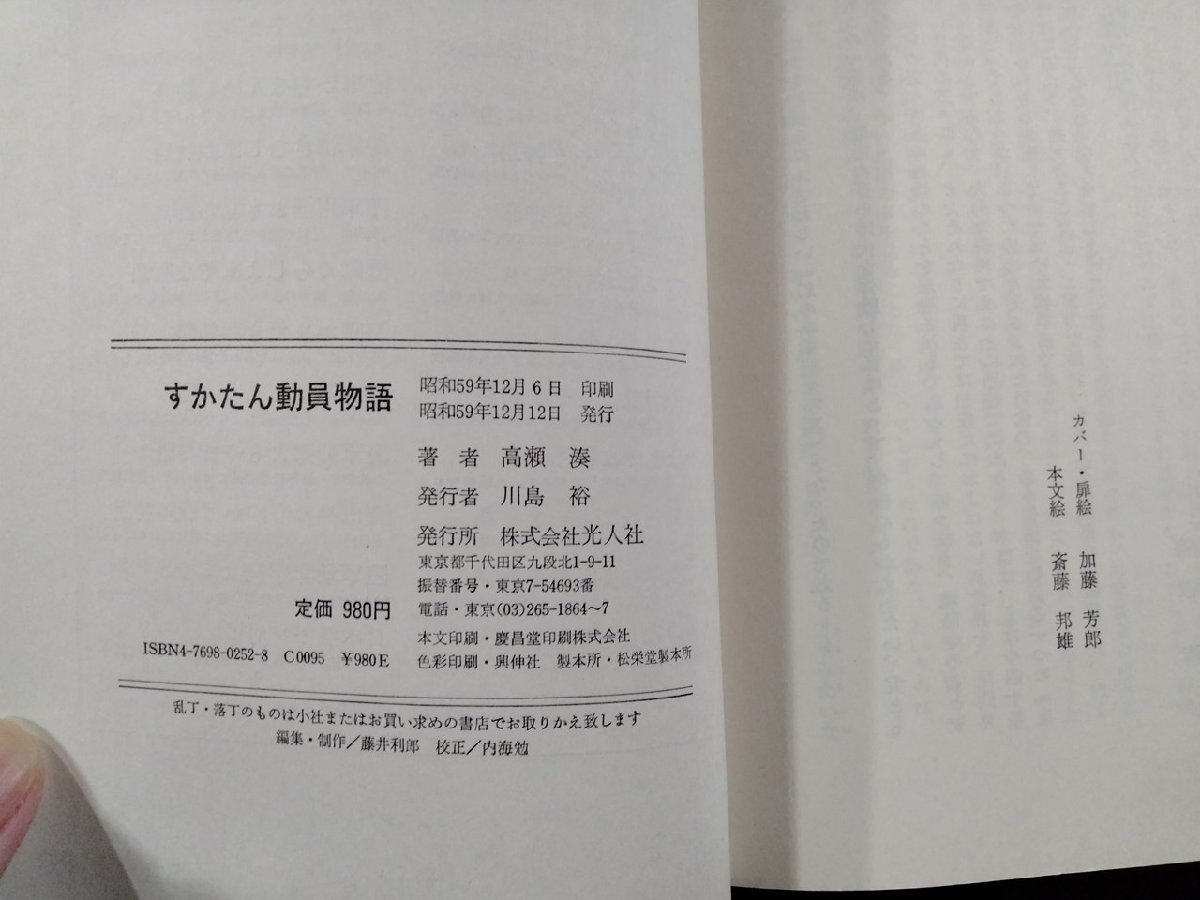 カバー・扉絵 加藤 芳郎
本文絵 斎藤 邦雄
すかたん動員物語
昭和59年12月6日 印刷
昭和59年12月12日 発行
著者 高瀬 湊
発行者 川島 裕
発行所 株式会社光人社
東京都千代田区九段北1-9-11
振替番号・東京7-54693番
電話・東京(03)265-1864~7
定価 980円
本文印刷・慶昌堂印刷株式会社
ISBN4-7698-0252-8 C0095 ¥980E
色彩印刷・興伸社 製本所・松栄堂製本所
乱丁・落丁のものは小社またはお買い求めの書店でお取りかえ致します
編集・制作/藤井利郎 校正/内海勉